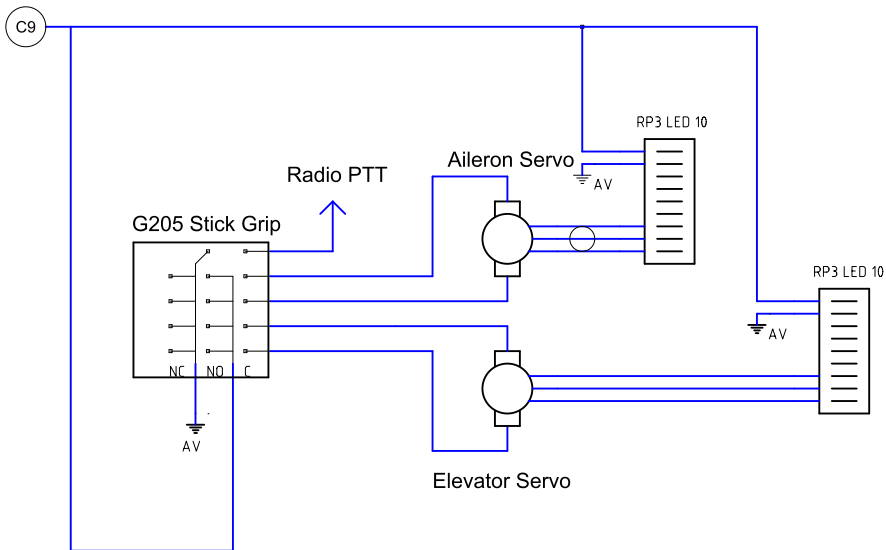 C9
RP3 LED 10
Aileron Servo
Radio PTT
AV
G205 Stick Grip
RP3 LED 10
AV
NC NO C
AV
Elevator Servo